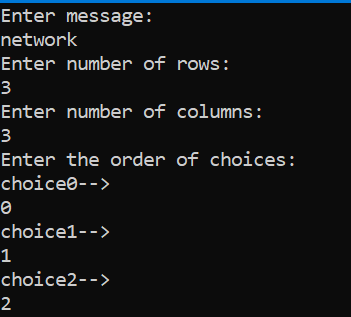 Enter message:
network
Enter number of rows:
3
Enter number of columns:
3
Enter the order of choices:
choice0-->
0
choice1-->
1
choice2-->
2